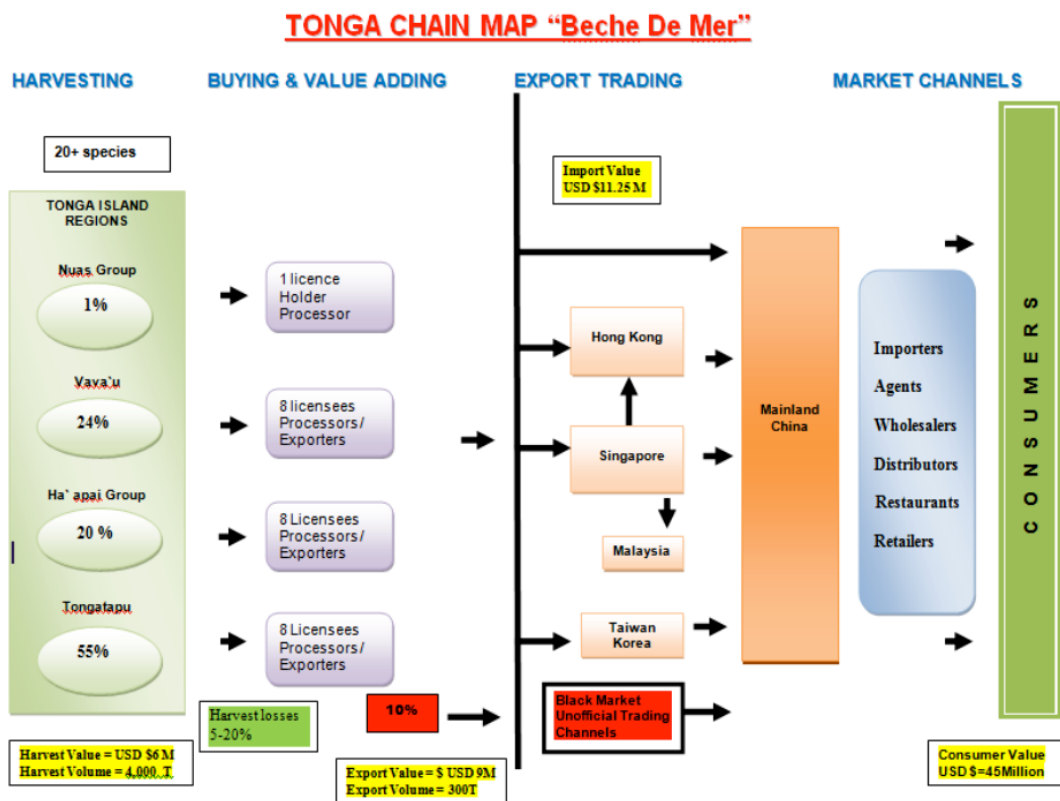 TONGA CHAIN MAP “Beche De Mer”
HARVESTING
BUYING & VALUE ADDING
EXPORT TRADING
MARKET CHANNELS
20+ species
TONGA ISLAND
REGIONS
Nuas Group
1%
Vava`u
24%
Ha` apai Group
20 %
Tongatapu
55%
Harvest Value = USD $6 M
Harvest Volume = 4,000 T
1 licence
Holder
Processor
8 licensees
Processors/
Exporters
8 Licensees
Processors/
Exporters
8 Licensees
Processors/
Exporters
Harvest losses
5-20%
10%
Export Value = $ USD 9M
Export Volume = 300T
Import Value
USD $11.25 M
Hong Kong
Singapore
Malaysia
Taiwan
Korea
Black Market
Unofficial Trading
Channels
Mainland
China
Importers
Agents
Wholesalers
Distributors
Restaurants
Retailers
CONSUMERS
Consumer Value
USD $=45Million